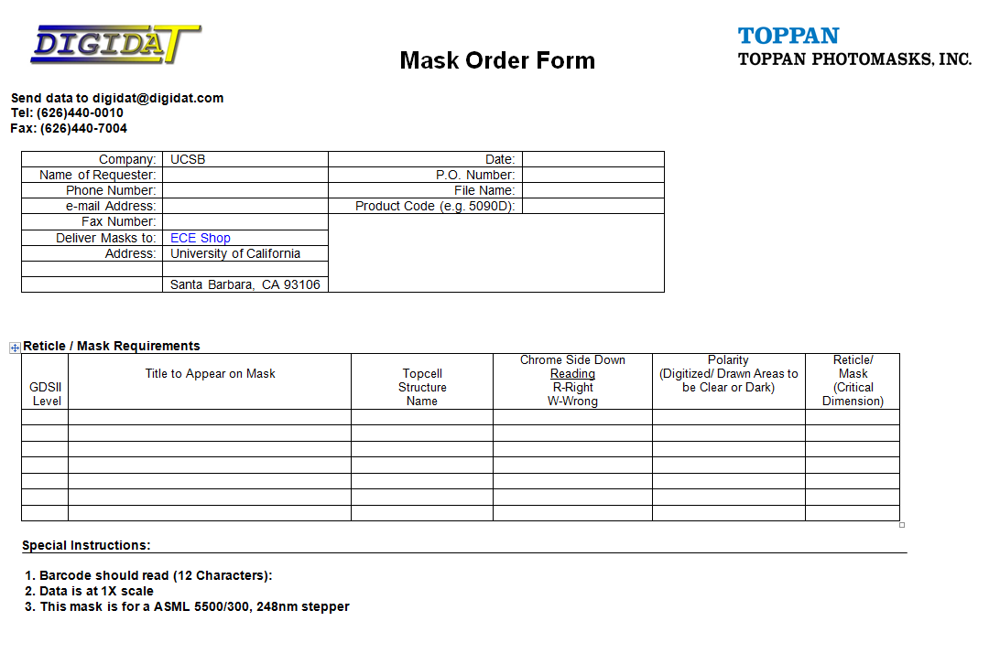 DIGIDAT
TOPPAN
TOPPAN PHOTOMASKS, INC.
Mask Order Form
Send data to digidat@digidat.com
Tel: (626)440-0010
Fax: (626)440-7004
Company: UCSB Date:
Name of Requester: P.O. Number:
Phone Number: File Name:
e-mail Address: Product Code (e.g. 5090D):
Fax Number:
Deliver Masks to: ECE Shop
Address: University of California
Santa Barbara, CA 93106
Reticle / Mask Requirements
GDSII
Level
Title to Appear on Mask
Topcell
Structure
Name
Chrome Side Down
Reading
R-Right
W-Wrong
Polarity
(Digitized/ Drawn Areas to
be Clear or Dark)
Reticle/
Mask
(Critical
Dimension)
Special Instructions:
1. Barcode should read (12 Characters):
2. Data is at 1X scale
3. This mask is for a ASML 5500/300, 248nm stepper